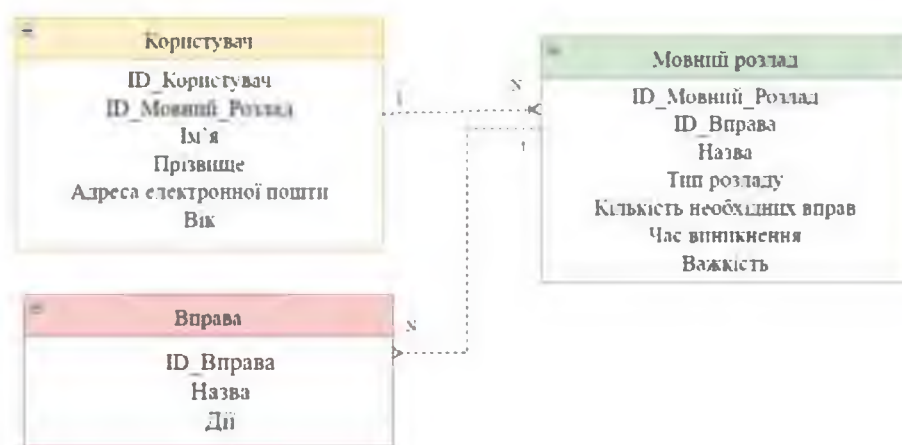 Користувач
ID_Користувач
ID_Мовний_Розлад
Ім`я
Прізвище
Адреса електронної пошти
Вік
1
N
Мовний розлад
ID_Мовний_Розлад
ID_Вправа
Назва
Тип розладу
Кількість необхідних вправ
Час виникнення
Важкість
1
Вправа
ID_Вправа
Назва
Дії
N